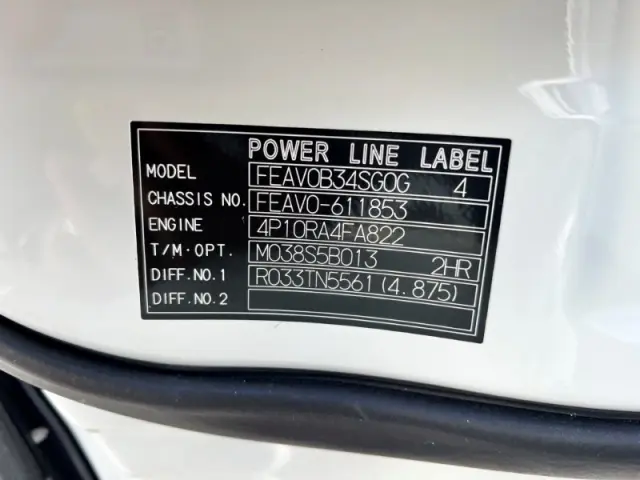 POWER LINE LABEL
MODEL FEAV0B34SG0G 4
CHASSIS NO. FEAV0-611853
ENGINE 4P10RA4FA822
T/M・OPT. M038S5B013 2HR
DIFF.NO.1 R033TN5561(4.875)
DIFF.NO.2